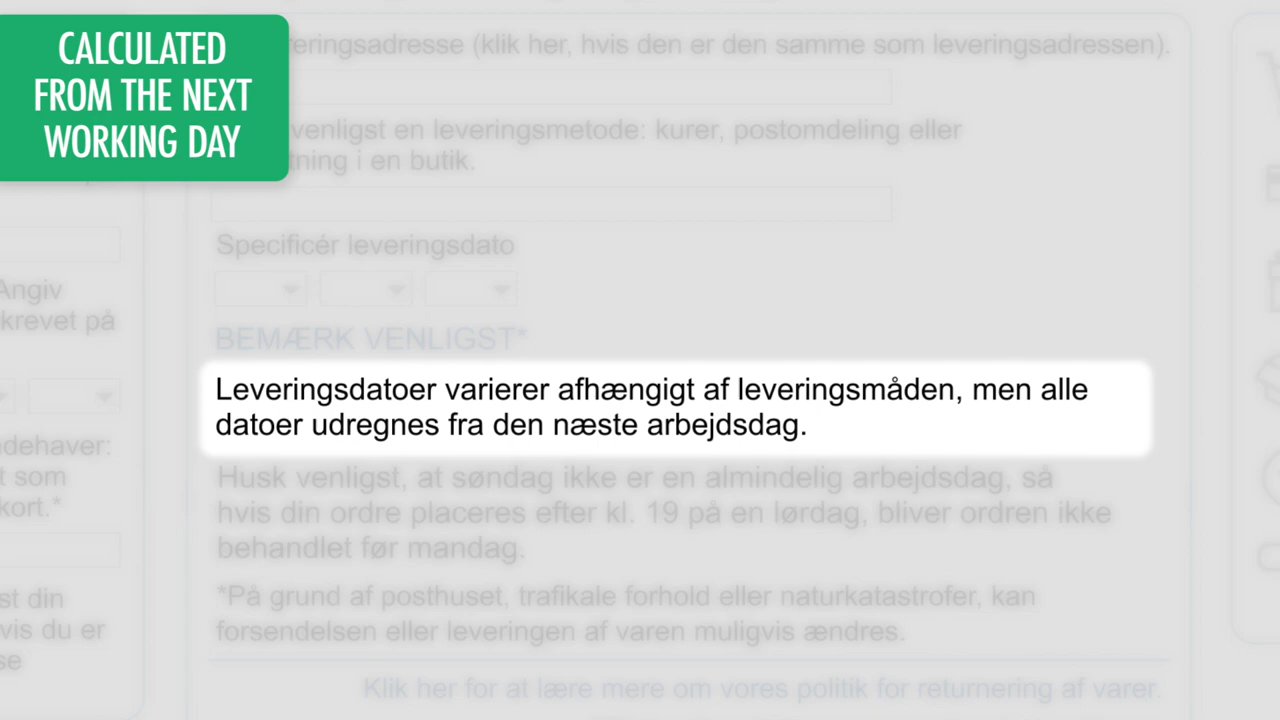 CALCULATED
FROM THE NEXT
WORKING DAY
veringsadresse (klik her, hvis den er den samme som leveringsadressen).
venligst en leveringsmetode: kurer, postomdeling eller
tning i en butik.
Specificér leveringsdato
Angiv
krevet på
BEMÆRK VENLIGST*
Leveringsdatoer varierer afhængigt af leveringsmåden, men alle
datoer udregnes fra den næste arbejdsdag.
ndehaver:
t som
kort.*
Husk venligst, at søndag ikke er en almindelig arbejdsdag, så
hvis din ordre placeres efter kl. 19 på en lørdag, bliver ordren ikke
behandlet før mandag.
st din
vis du er
se
*På grund af posthuset, trafikale forhold eller naturkatastrofer, kan
forsendelsen eller leveringen af varen muligvis ændres.
Klik her for at lære mere om vores politik for returnering af varer.